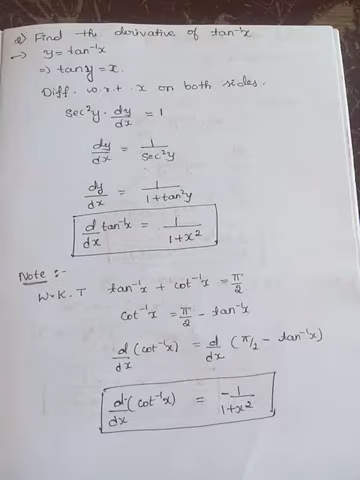 Q) Find the derivative of tan⁻¹x
→ y = tan⁻¹x
⇒ tan y = x.
Diff. w.r.t. x on both sides.
sec²y · dy/dx = 1
dy/dx = 1/sec²y
dy/dx = 1/(1+tan²y)
d/dx tan⁻¹x = 1/(1+x²)
Note :-
W.K.T tan⁻¹x + cot⁻¹x = π/2
cot⁻¹x = π/2 - tan⁻¹x
d/dx (cot⁻¹x) = d/dx (π/2 - tan⁻¹x)
d/dx (cot⁻¹x) = -1/(1+x²)